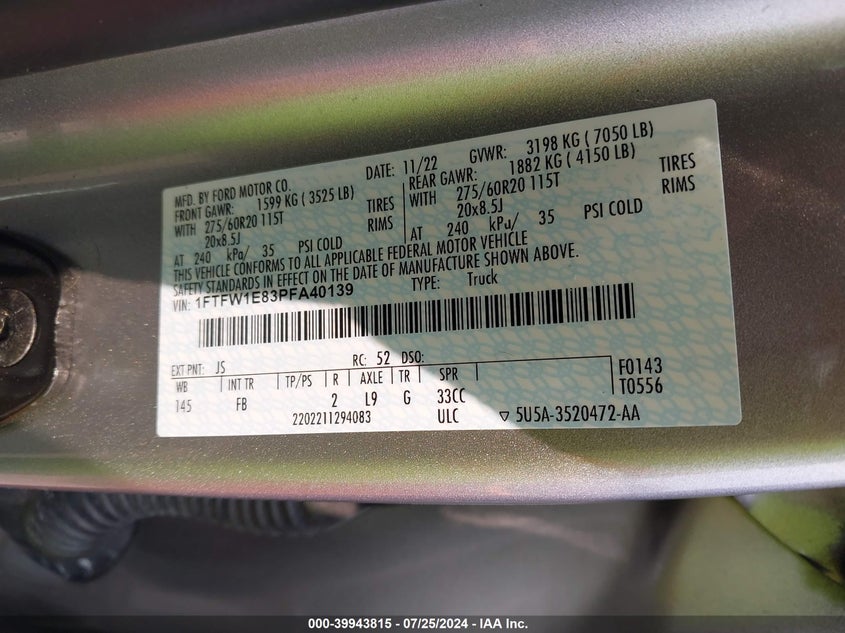 MFD. BY FORD MOTOR CO. DATE: 11/22 GVWR: 3198 KG ( 7050 LB)
FRONT GAWR: 1599 KG ( 3525 LB) REAR GAWR: 1882 KG ( 4150 LB)
WITH 275/60R20 115T TIRES WITH 275/60R20 115T TIRES
20x8.5J RIMS 20x8.5J RIMS
AT 240 kPa/ 35 PSI COLD AT 240 kPa/ 35 PSI COLD
THIS VEHICLE CONFORMS TO ALL APPLICABLE FEDERAL MOTOR VEHICLE
SAFETY STANDARDS IN EFFECT ON THE DATE OF MANUFACTURE SHOWN ABOVE.
VIN: 1FTFW1E83PFA40139 TYPE: Truck
EXT PNT: JS RC: 52 DSO: F0143
WB INT TR TP/PS R AXLE TR SPR T0556
145 FB 2 L9 G 33CC
2202211294083 ULC ▽ 5U5A-3520472-AA
000-39943815 - 07/25/2024 - IAA Inc.